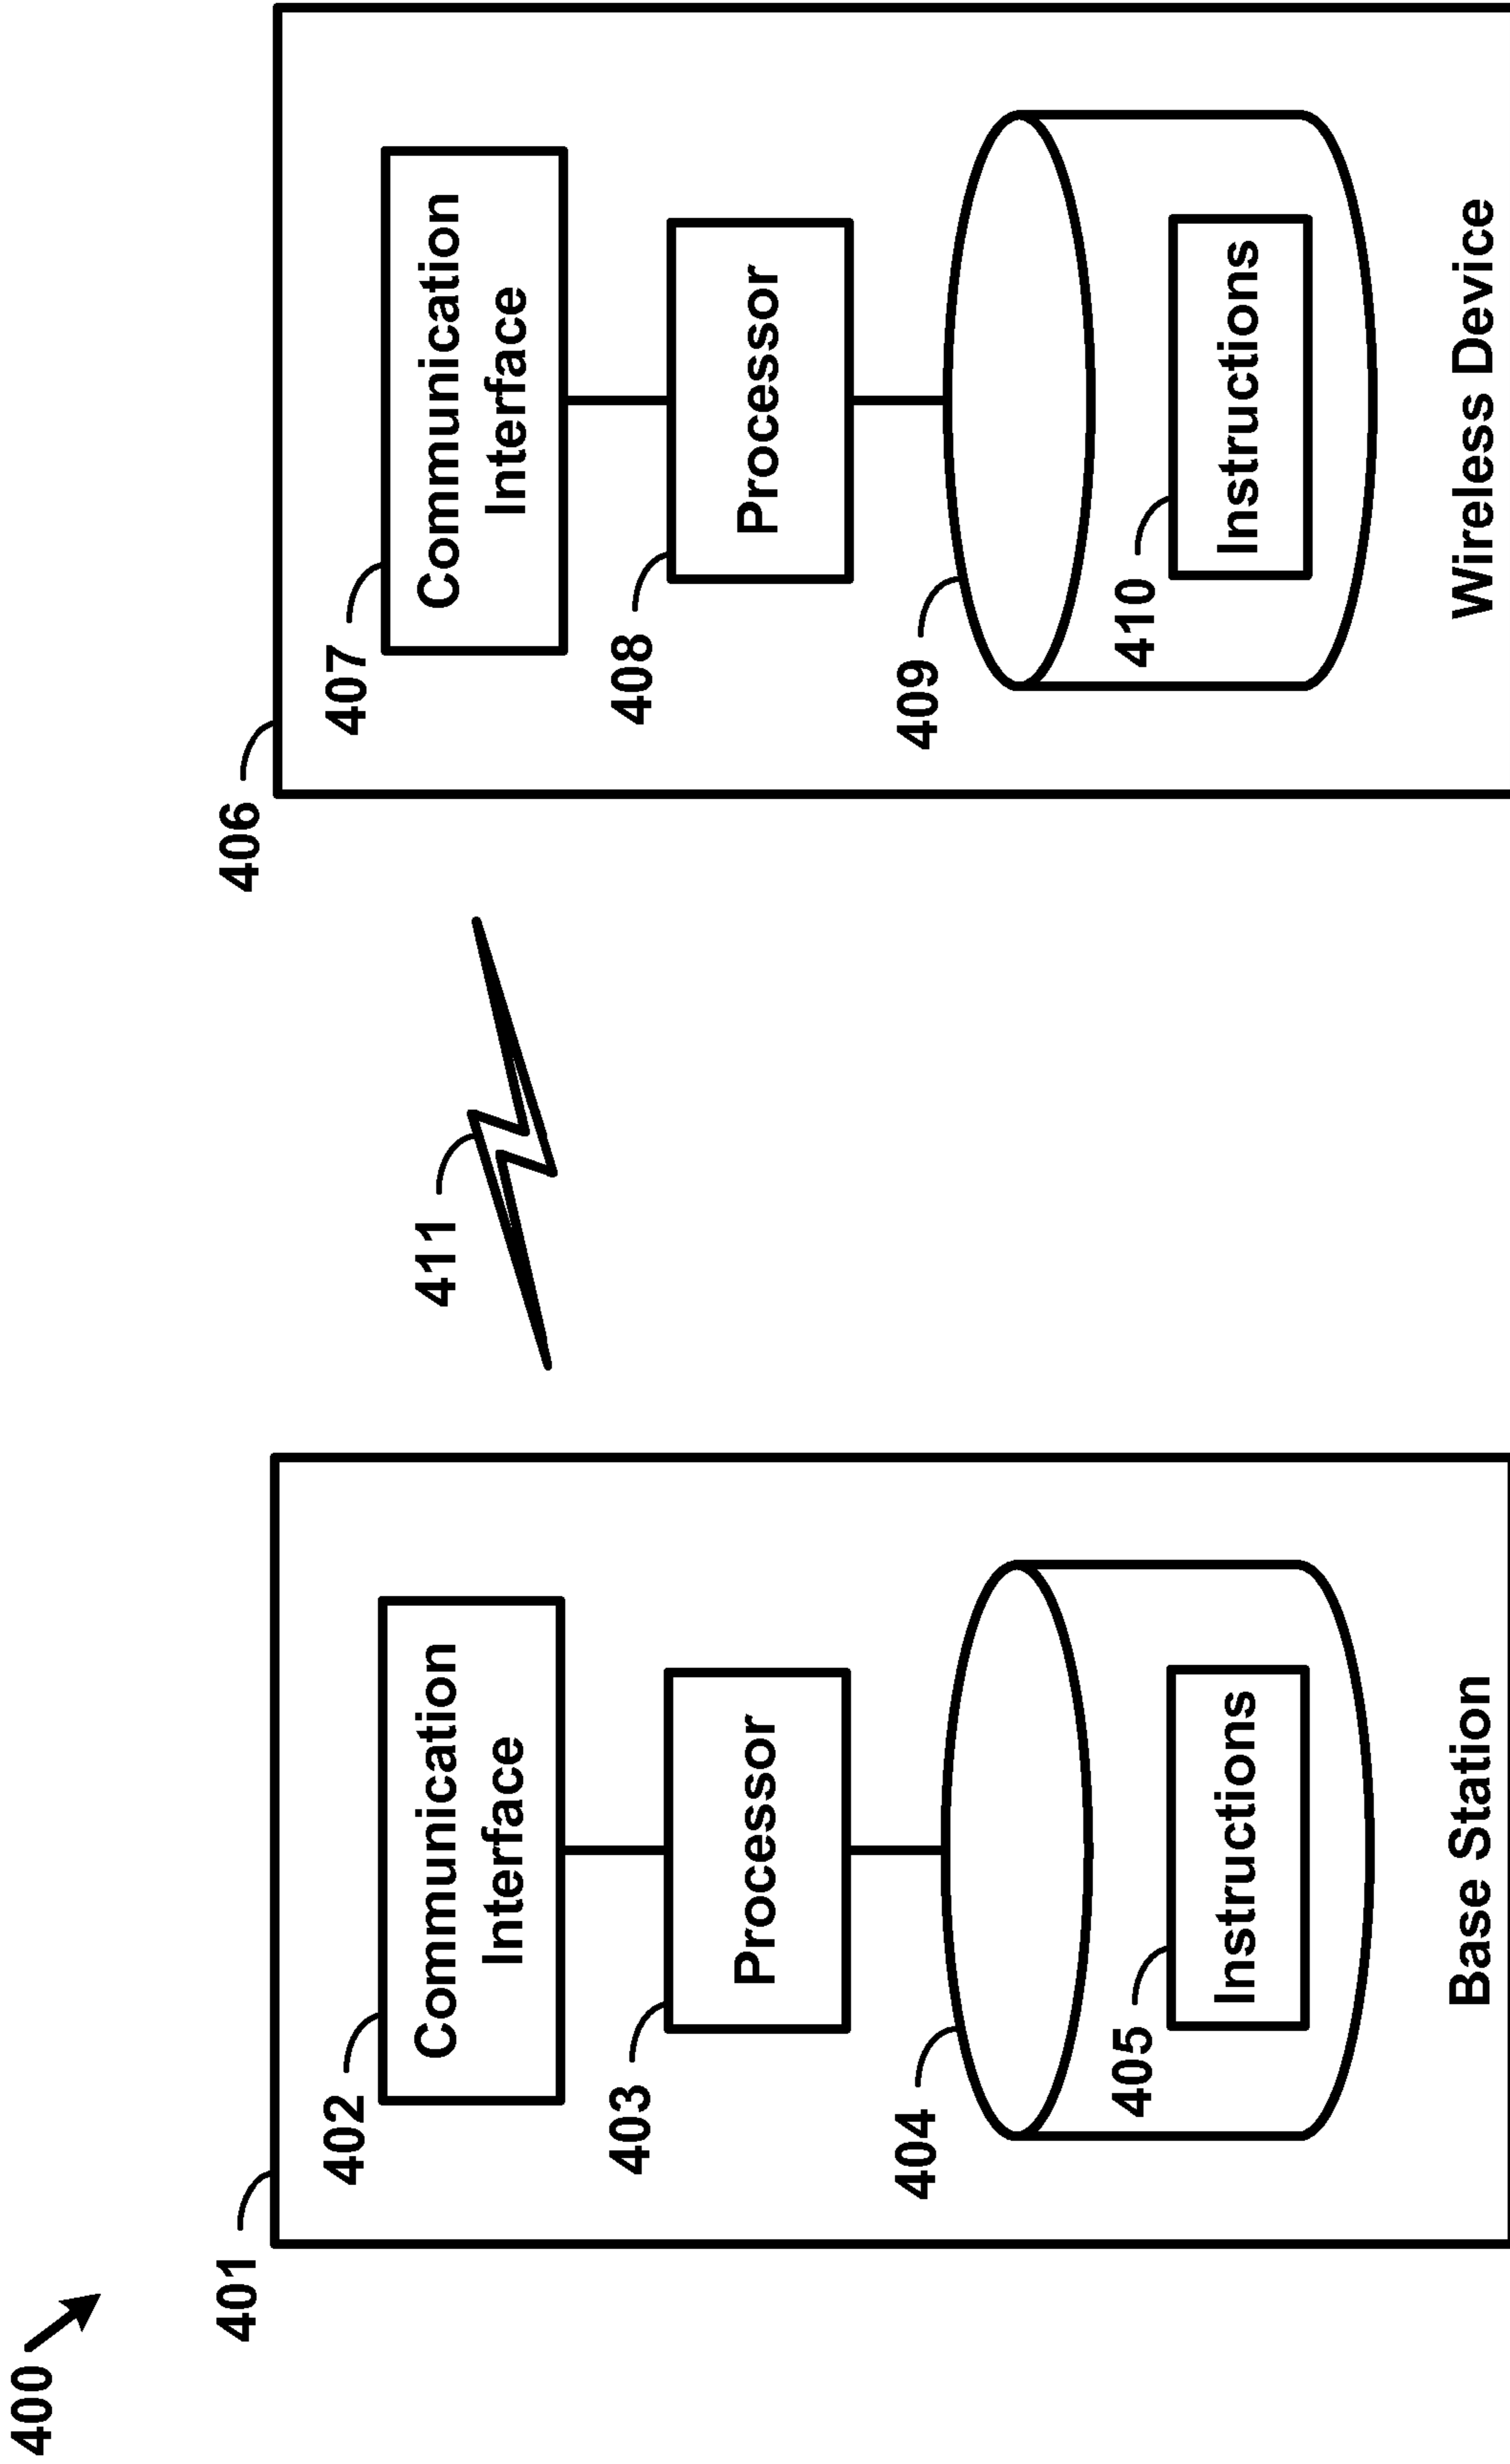 400
401
402
Communication
Interface
403
Processor
404
405
Instructions
Base Station
411
406
407
Communication
Interface
408
Processor
409
410
Instructions
Wireless Device